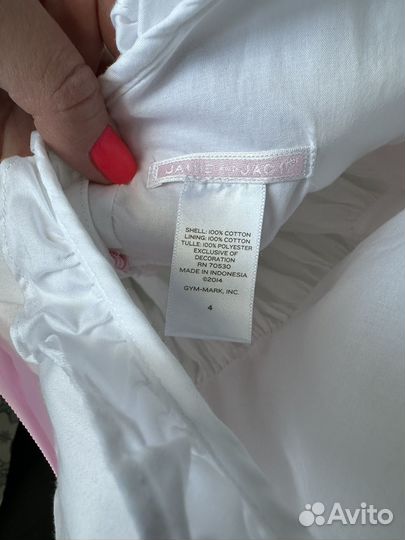 JANIE AND JACK
SHELL: 100% COTTON
LINING: 100% COTTON
TULLE: 100% POLYESTER
EXCLUSIVE OF
DECORATION
RN 70530
MADE IN INDONESIA
©2014
GYM-MARK, INC.
4
Avito